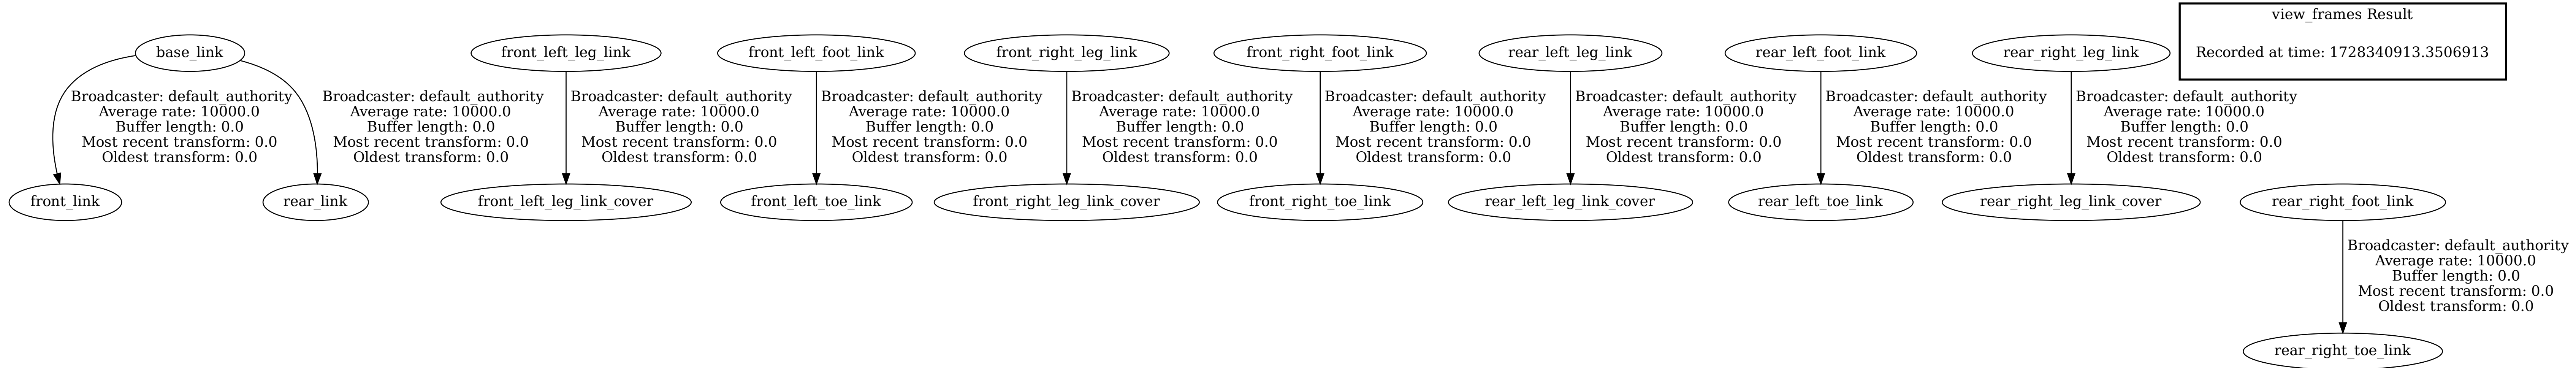 view_frames Result
Recorded at time: 1728340913.3506913
base_link
front_left_leg_link
front_left_foot_link
front_right_leg_link
front_right_foot_link
rear_left_leg_link
rear_left_foot_link
rear_right_leg_link
Broadcaster: default_authority
Average rate: 10000.0
Buffer length: 0.0
Most recent transform: 0.0
Oldest transform: 0.0
Broadcaster: default_authority
Average rate: 10000.0
Buffer length: 0.0
Most recent transform: 0.0
Oldest transform: 0.0
Broadcaster: default_authority
Average rate: 10000.0
Buffer length: 0.0
Most recent transform: 0.0
Oldest transform: 0.0
Broadcaster: default_authority
Average rate: 10000.0
Buffer length: 0.0
Most recent transform: 0.0
Oldest transform: 0.0
Broadcaster: default_authority
Average rate: 10000.0
Buffer length: 0.0
Most recent transform: 0.0
Oldest transform: 0.0
Broadcaster: default_authority
Average rate: 10000.0
Buffer length: 0.0
Most recent transform: 0.0
Oldest transform: 0.0
Broadcaster: default_authority
Average rate: 10000.0
Buffer length: 0.0
Most recent transform: 0.0
Oldest transform: 0.0
Broadcaster: default_authority
Average rate: 10000.0
Buffer length: 0.0
Most recent transform: 0.0
Oldest transform: 0.0
Broadcaster: default_authority
Average rate: 10000.0
Buffer length: 0.0
Most recent transform: 0.0
Oldest transform: 0.0
front_link
rear_link
front_left_leg_link_cover
front_left_toe_link
front_right_leg_link_cover
front_right_toe_link
rear_left_leg_link_cover
rear_left_toe_link
rear_right_leg_link_cover
rear_right_foot_link
Broadcaster: default_authority
Average rate: 10000.0
Buffer length: 0.0
Most recent transform: 0.0
Oldest transform: 0.0
rear_right_toe_link